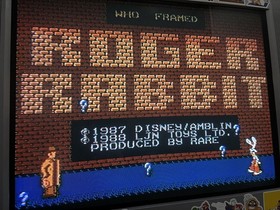 WHO FRAMED
ROGER
RABBIT
©1987 DISNEY/AMBLIN
©1989 LJN TOYS LTD.
PRODUCED BY RARE